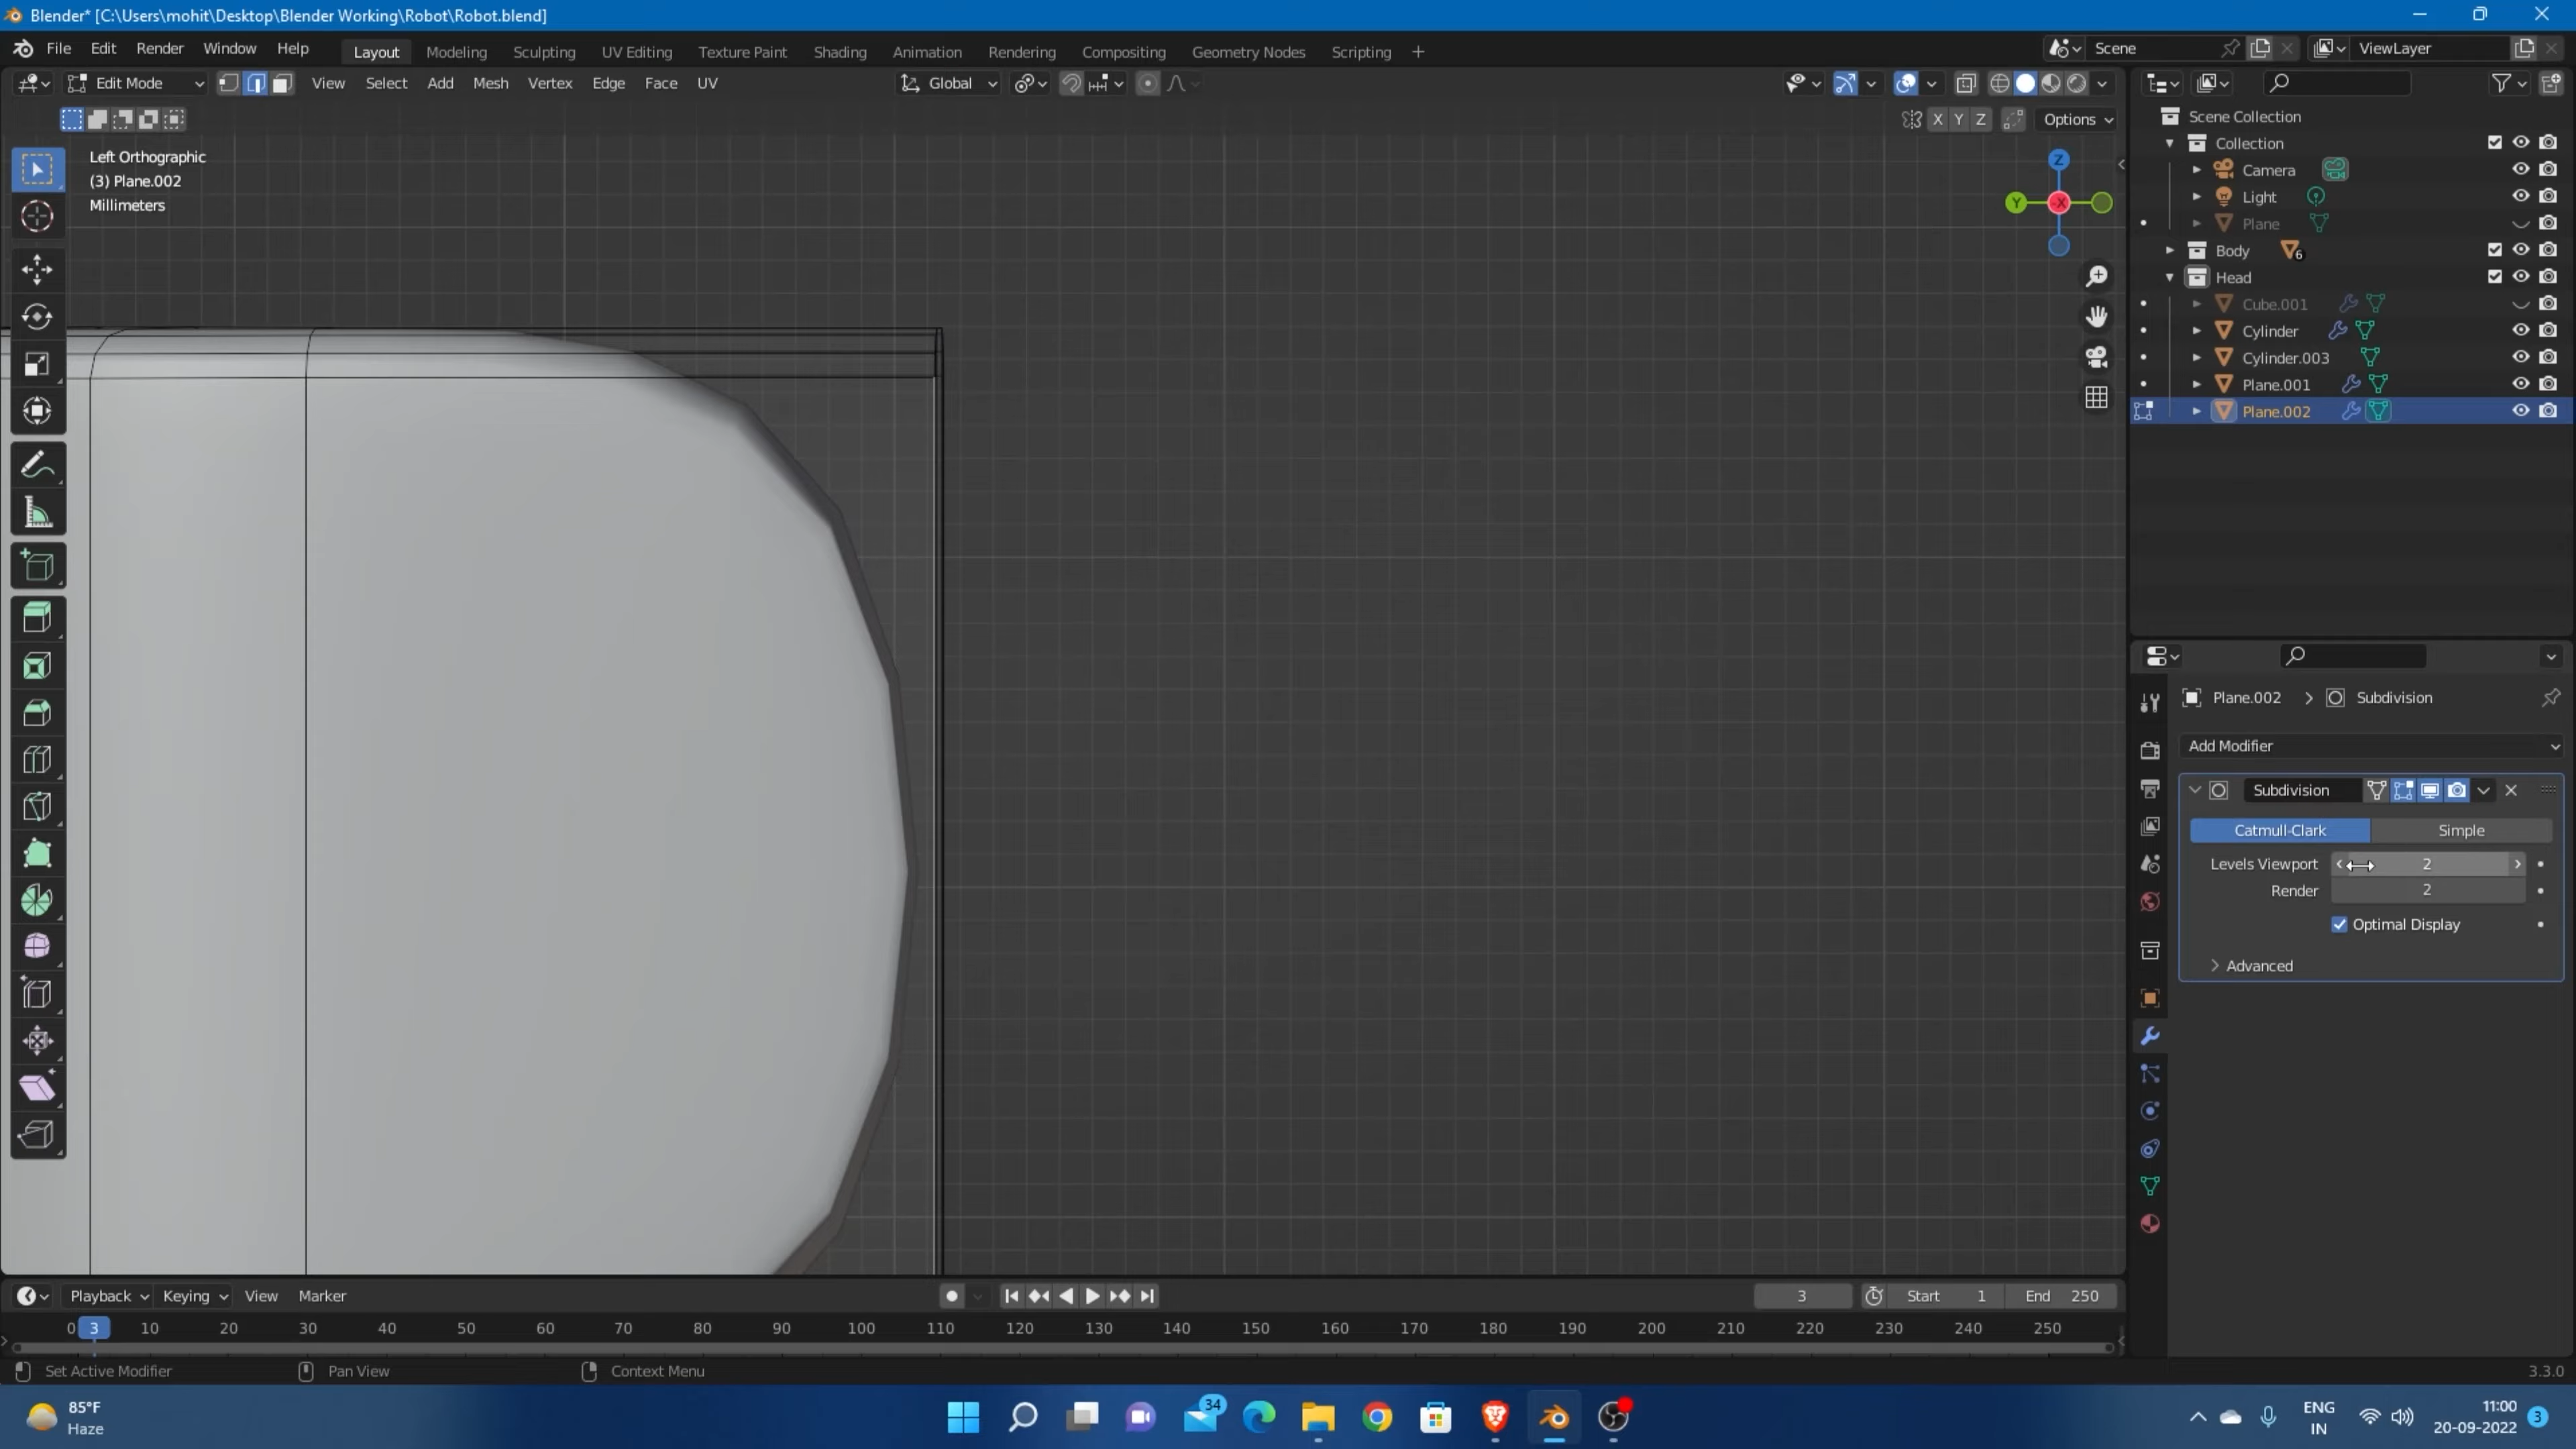 Blender* [C:\Users\mohit\Desktop\Blender Working\Robot\Robot.blend]
File Edit Render Window Help Layout Modeling Sculpting UV Editing Texture Paint Shading Animation Rendering Compositing Geometry Nodes Scripting + Scene ViewLayer
Edit Mode View Select Add Mesh Vertex Edge Face UV Global
X Y Z Options
Left Orthographic
(3) Plane.002
Millimeters
Z
Y X
Scene Collection
Collection
Camera
Light
Plane
Body 6
Head
Cube.001
Cylinder
Cylinder.003
Plane.001
Plane.002
Plane.002 > Subdivision
Add Modifier
Subdivision
Catmull-Clark Simple
Levels Viewport 2
Render 2
Optimal Display
Advanced
Playback Keying View Marker 3 Start 1 End 250
0 3 10 20 30 40 50 60 70 80 90 100 110 120 130 140 150 160 170 180 190 200 210 220 230 240 250
Set Active Modifier Pan View Context Menu 3.3.0
85°F
Haze
34
ENG
IN
11:00
20-09-2022
3